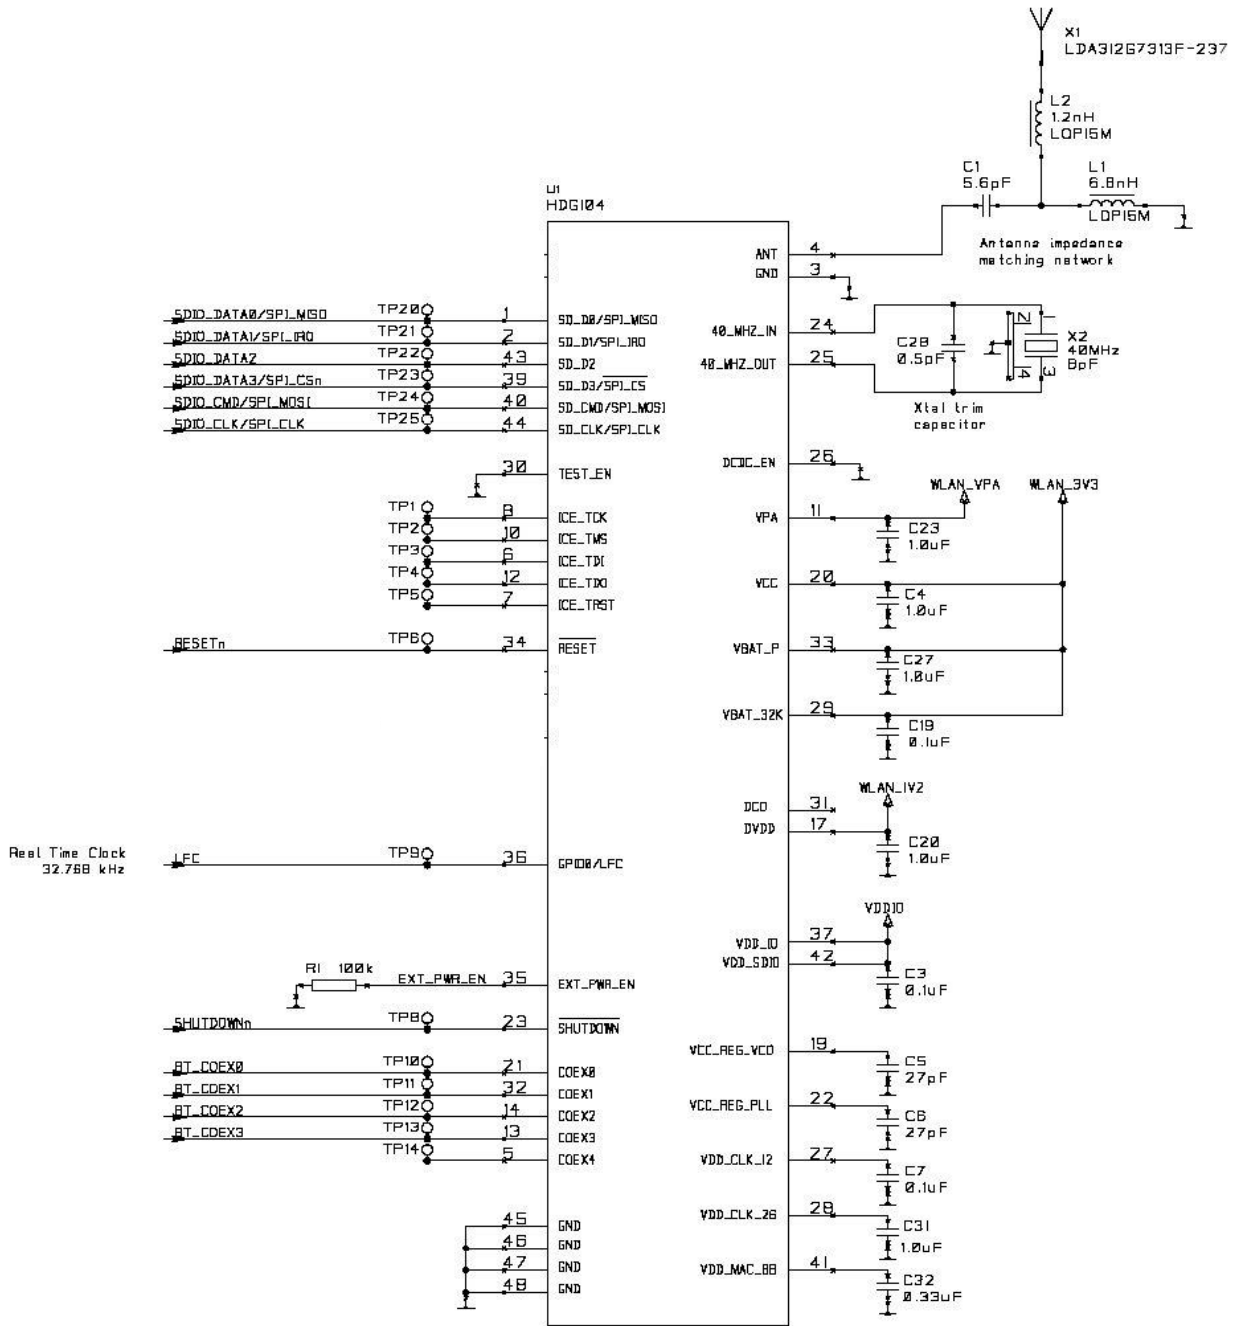 X1
LDA312G7313F-237
L2
1.2nH
LQP15M
C1
5.6pF
L1
6.8nH
LQP15M
Antenna impedance
matching network
U1
HDG104
ANT 4
GND 3
SDIO_DATA0/SPI_MISO TP20 1 SD_D0/SPI_MISO
SDIO_DATA1/SPI_IRQ TP21 2 SD_D1/SPI_IRQ
SDIO_DATA2 TP22 43 SD_D2
SDIO_DATA3/SPI_CSn TP23 39 SD_D3/SPI_CS
SDIO_CMD/SPI_MOSI TP24 40 SD_CMD/SPI_MOSI
SDIO_CLK/SPI_CLK TP25 44 SD_CLK/SPI_CLK
40_MHZ_IN 24
40_MHZ_OUT 25
C28
0.5pF
1
2
3
4
X2
40MHz
8pF
Xtal trim
capacitor
30 TEST_EN
DCDC_EN 26
WLAN_VPA
WLAN_3V3
TP1 8 ICE_TCK
TP2 10 ICE_TMS
TP3 6 ICE_TDI
TP4 12 ICE_TDO
TP5 7 ICE_TRST
RESETn TP6 34 RESET
VPA 11
C23
1.0uF
VCC 20
C4
1.0uF
VBAT_P 33
C27
1.0uF
VBAT_32K 29
C19
0.1uF
WLAN_1V2
DCO 31
DVDD 17
C20
1.0uF
Real Time Clock
32.768 kHz
LFC TP9 36 GPIO0/LFC
VDDIO
VDD_IO 37
VDD_SDIO 42
C3
0.1uF
R1 100k EXT_PWR_EN 35 EXT_PWR_EN
SHUTDOWNn TP8 23 SHUTDOWN
BT_COEX0 TP10 21 COEX0
BT_COEX1 TP11 32 COEX1
BT_COEX2 TP12 14 COEX2
BT_COEX3 TP13 13 COEX3
TP14 5 COEX4
VCC_REG_VCO 19
C5
27pF
VCC_REG_PLL 22
C6
27pF
VDD_CLK_12 27
C7
0.1uF
VDD_CLK_26 28
C31
1.0uF
VDD_MAC_BB 41
C32
0.33uF
45 GND
46 GND
47 GND
48 GND